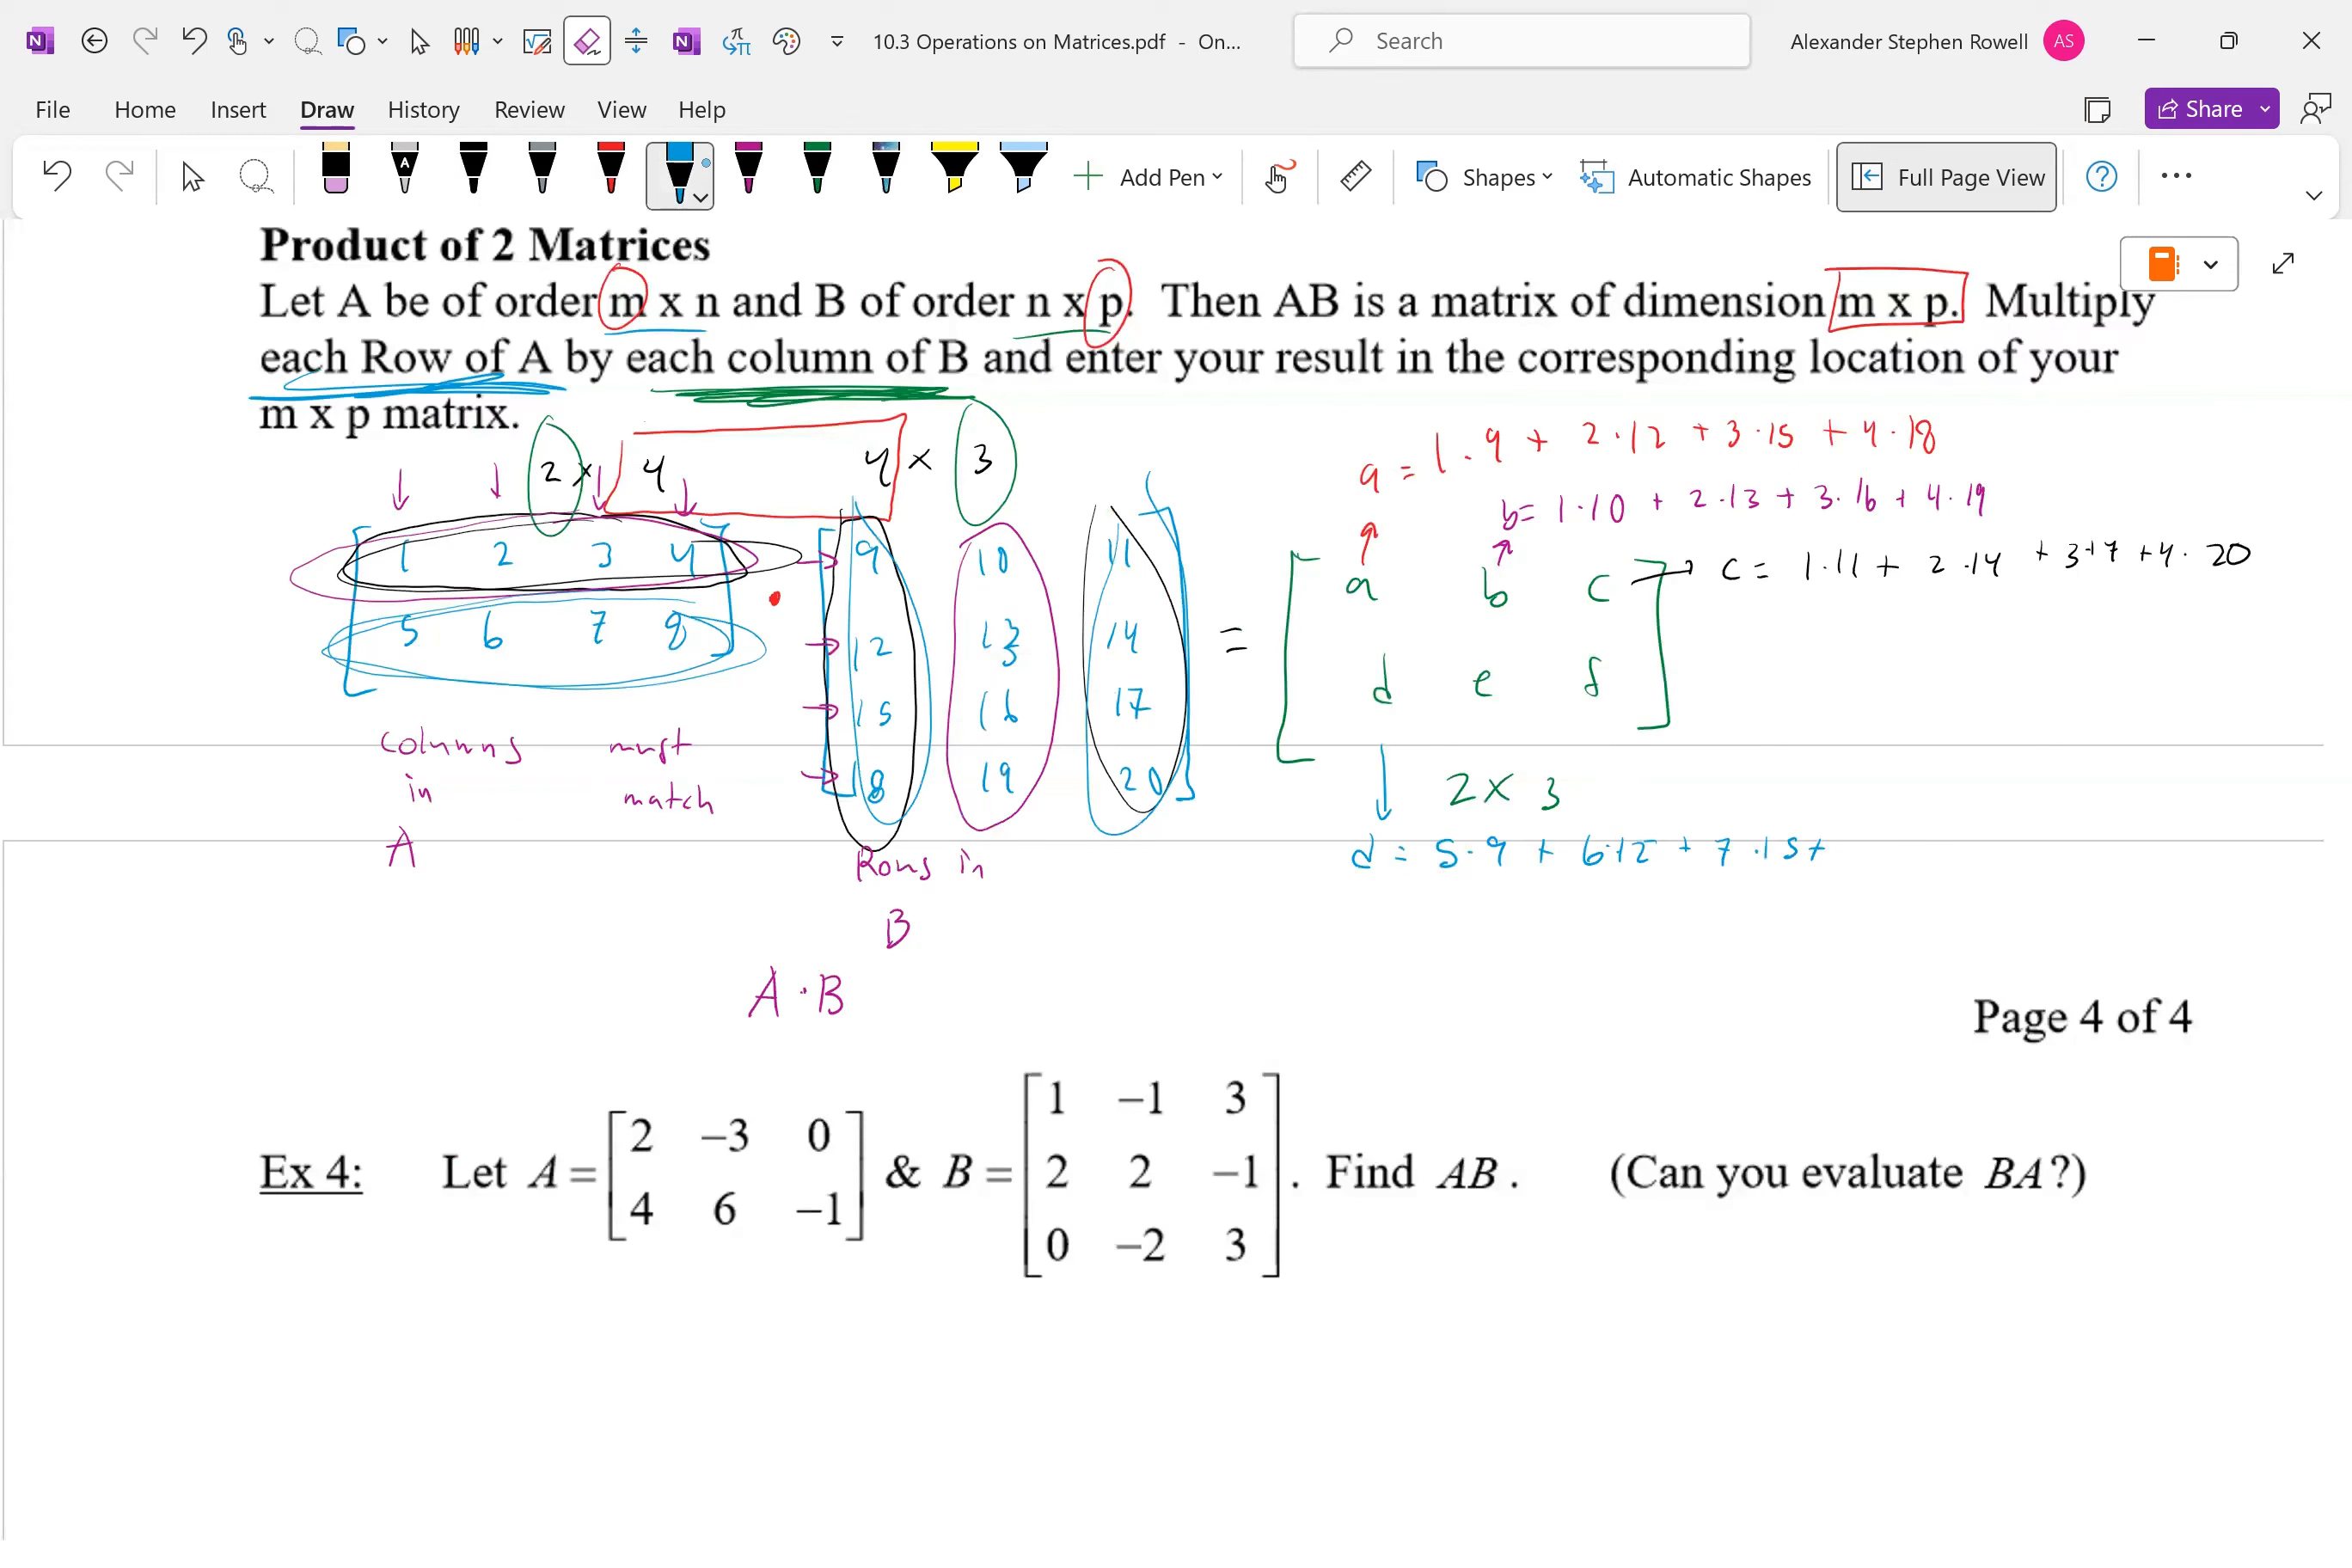 10.3 Operations on Matrices.pdf - On...
Search
Alexander Stephen Rowell AS
File Home Insert Draw History Review View Help
Share
A
Add Pen
Shapes
Automatic Shapes
Full Page View
Product of 2 Matrices
Let A be of order m x n and B of order n x p. Then AB is a matrix of dimension m x p. Multiply
each Row of A by each column of B and enter your result in the corresponding location of your
m x p matrix.
2 × 4 4 × 3
a = 1·9 + 2·12 + 3·15 + 4·18
b = 1·10 + 2·13 + 3·16 + 4·19
c = 1·11 + 2·14 + 3+7 + 4·20
1 2 3 4
5 6 7 8
·
9 10 11
12 13 14
15 16 17
18 19 20
=
a b c
d e f
2 × 3
d = 5·9 + 6·12 + 7·15+
columns must
in match
A
Rows in
B
A·B
Page 4 of 4
Ex 4: Let A = [2 −3 0
4 6 −1] & B = [1 −1 3
2 2 −1
0 −2 3]. Find AB. (Can you evaluate BA?)